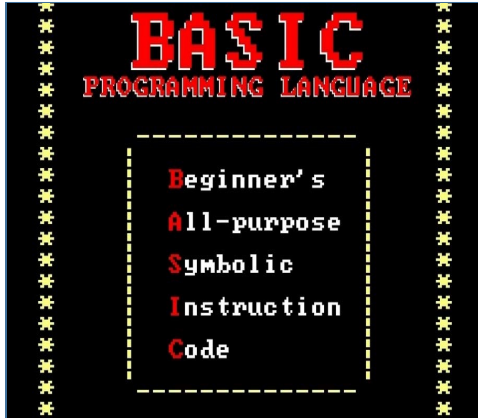 BASIC
PROGRAMMING LANGUAGE
Beginner's
All-purpose
Symbolic
Instruction
Code